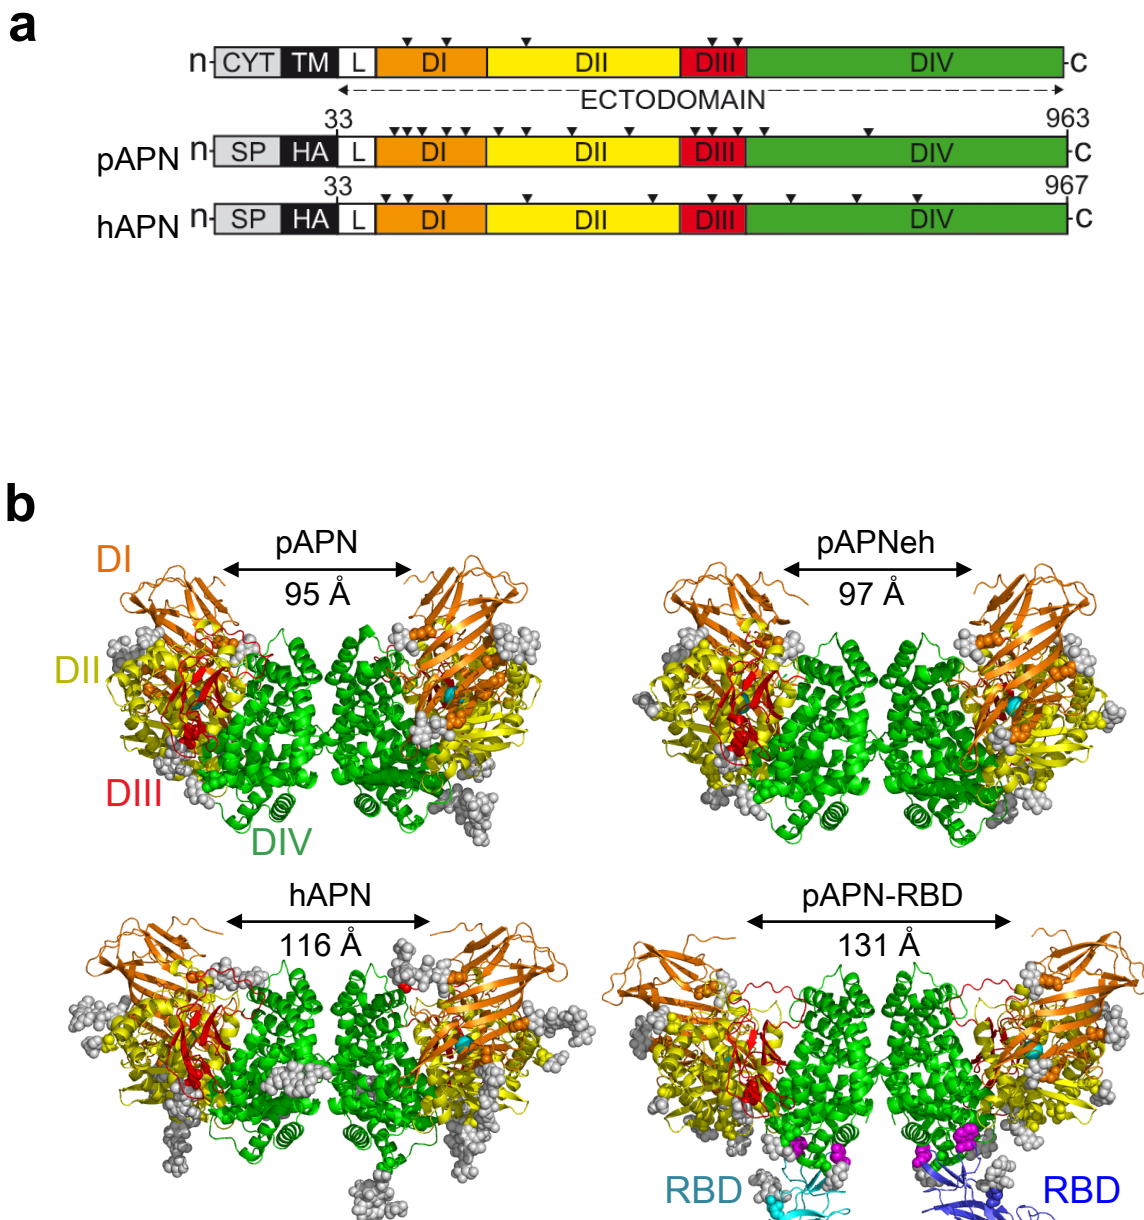 a
n CYT TM L DI DII DIII DIV c
ECTODOMAIN
33 963
pAPN n SP HA L DI DII DIII DIV c
33 967
hAPN n SP HA L DI DII DIII DIV c
b
pAPN pAPNeh
DI
95 Å 97 Å
DII
DIII
DIV
hAPN pAPN-RBD
116 Å 131 Å
RBD RBD